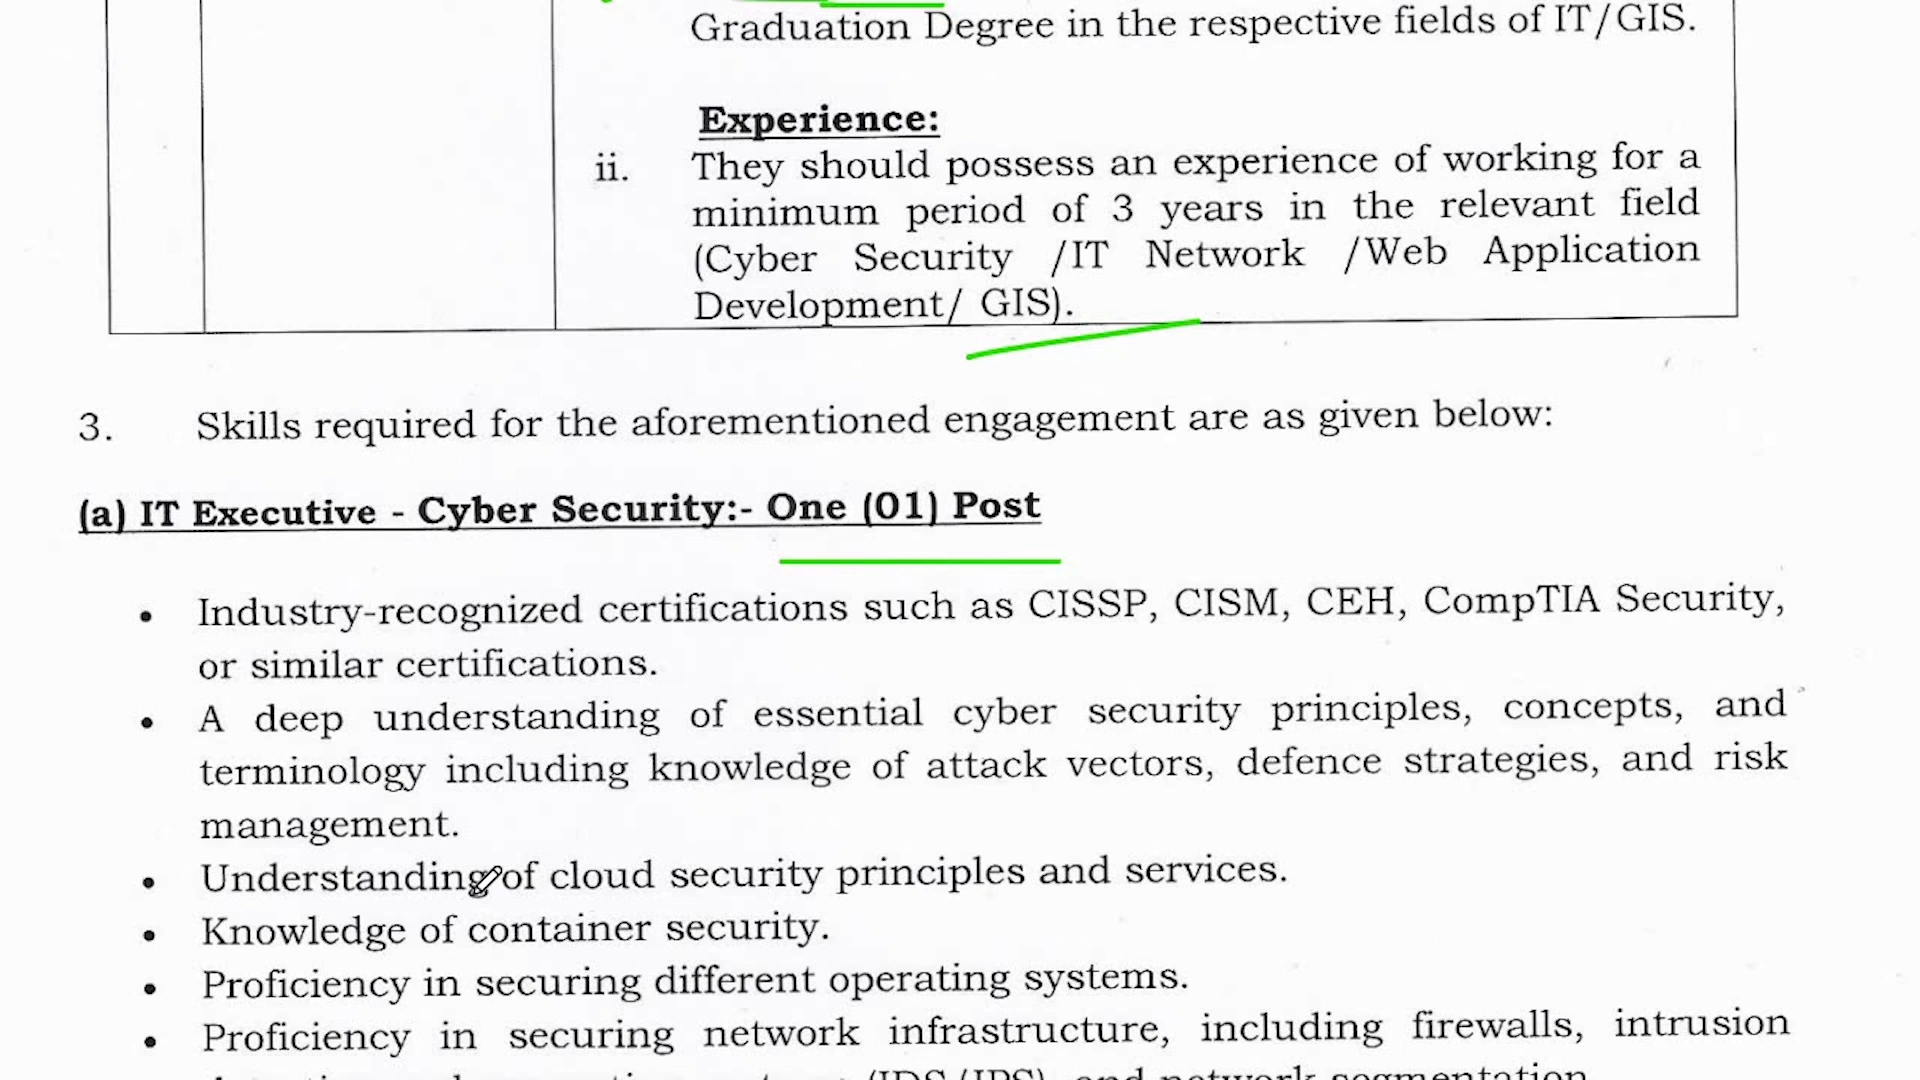 Graduation Degree in the respective fields of IT/GIS.
Experience:
ii. They should possess an experience of working for a
minimum period of 3 years in the relevant field
(Cyber Security /IT Network /Web Application
Development/ GIS).
3. Skills required for the aforementioned engagement are as given below:
(a) IT Executive - Cyber Security:- One (01) Post
• Industry-recognized certifications such as CISSP, CISM, CEH, CompTIA Security,
or similar certifications.
• A deep understanding of essential cyber security principles, concepts, and
terminology including knowledge of attack vectors, defence strategies, and risk
management.
• Understanding of cloud security principles and services.
• Knowledge of container security.
• Proficiency in securing different operating systems.
• Proficiency in securing network infrastructure, including firewalls, intrusion
(IDS/IPS), and network segmentation.